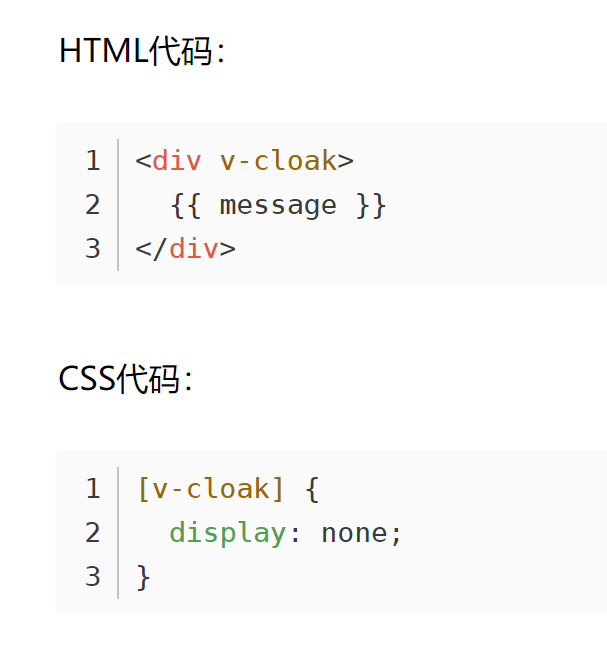 HTML代码：
1 <div v-cloak>
2   {{ message }}
3 </div>
CSS代码：
1 [v-cloak] {
2   display: none;
3 }